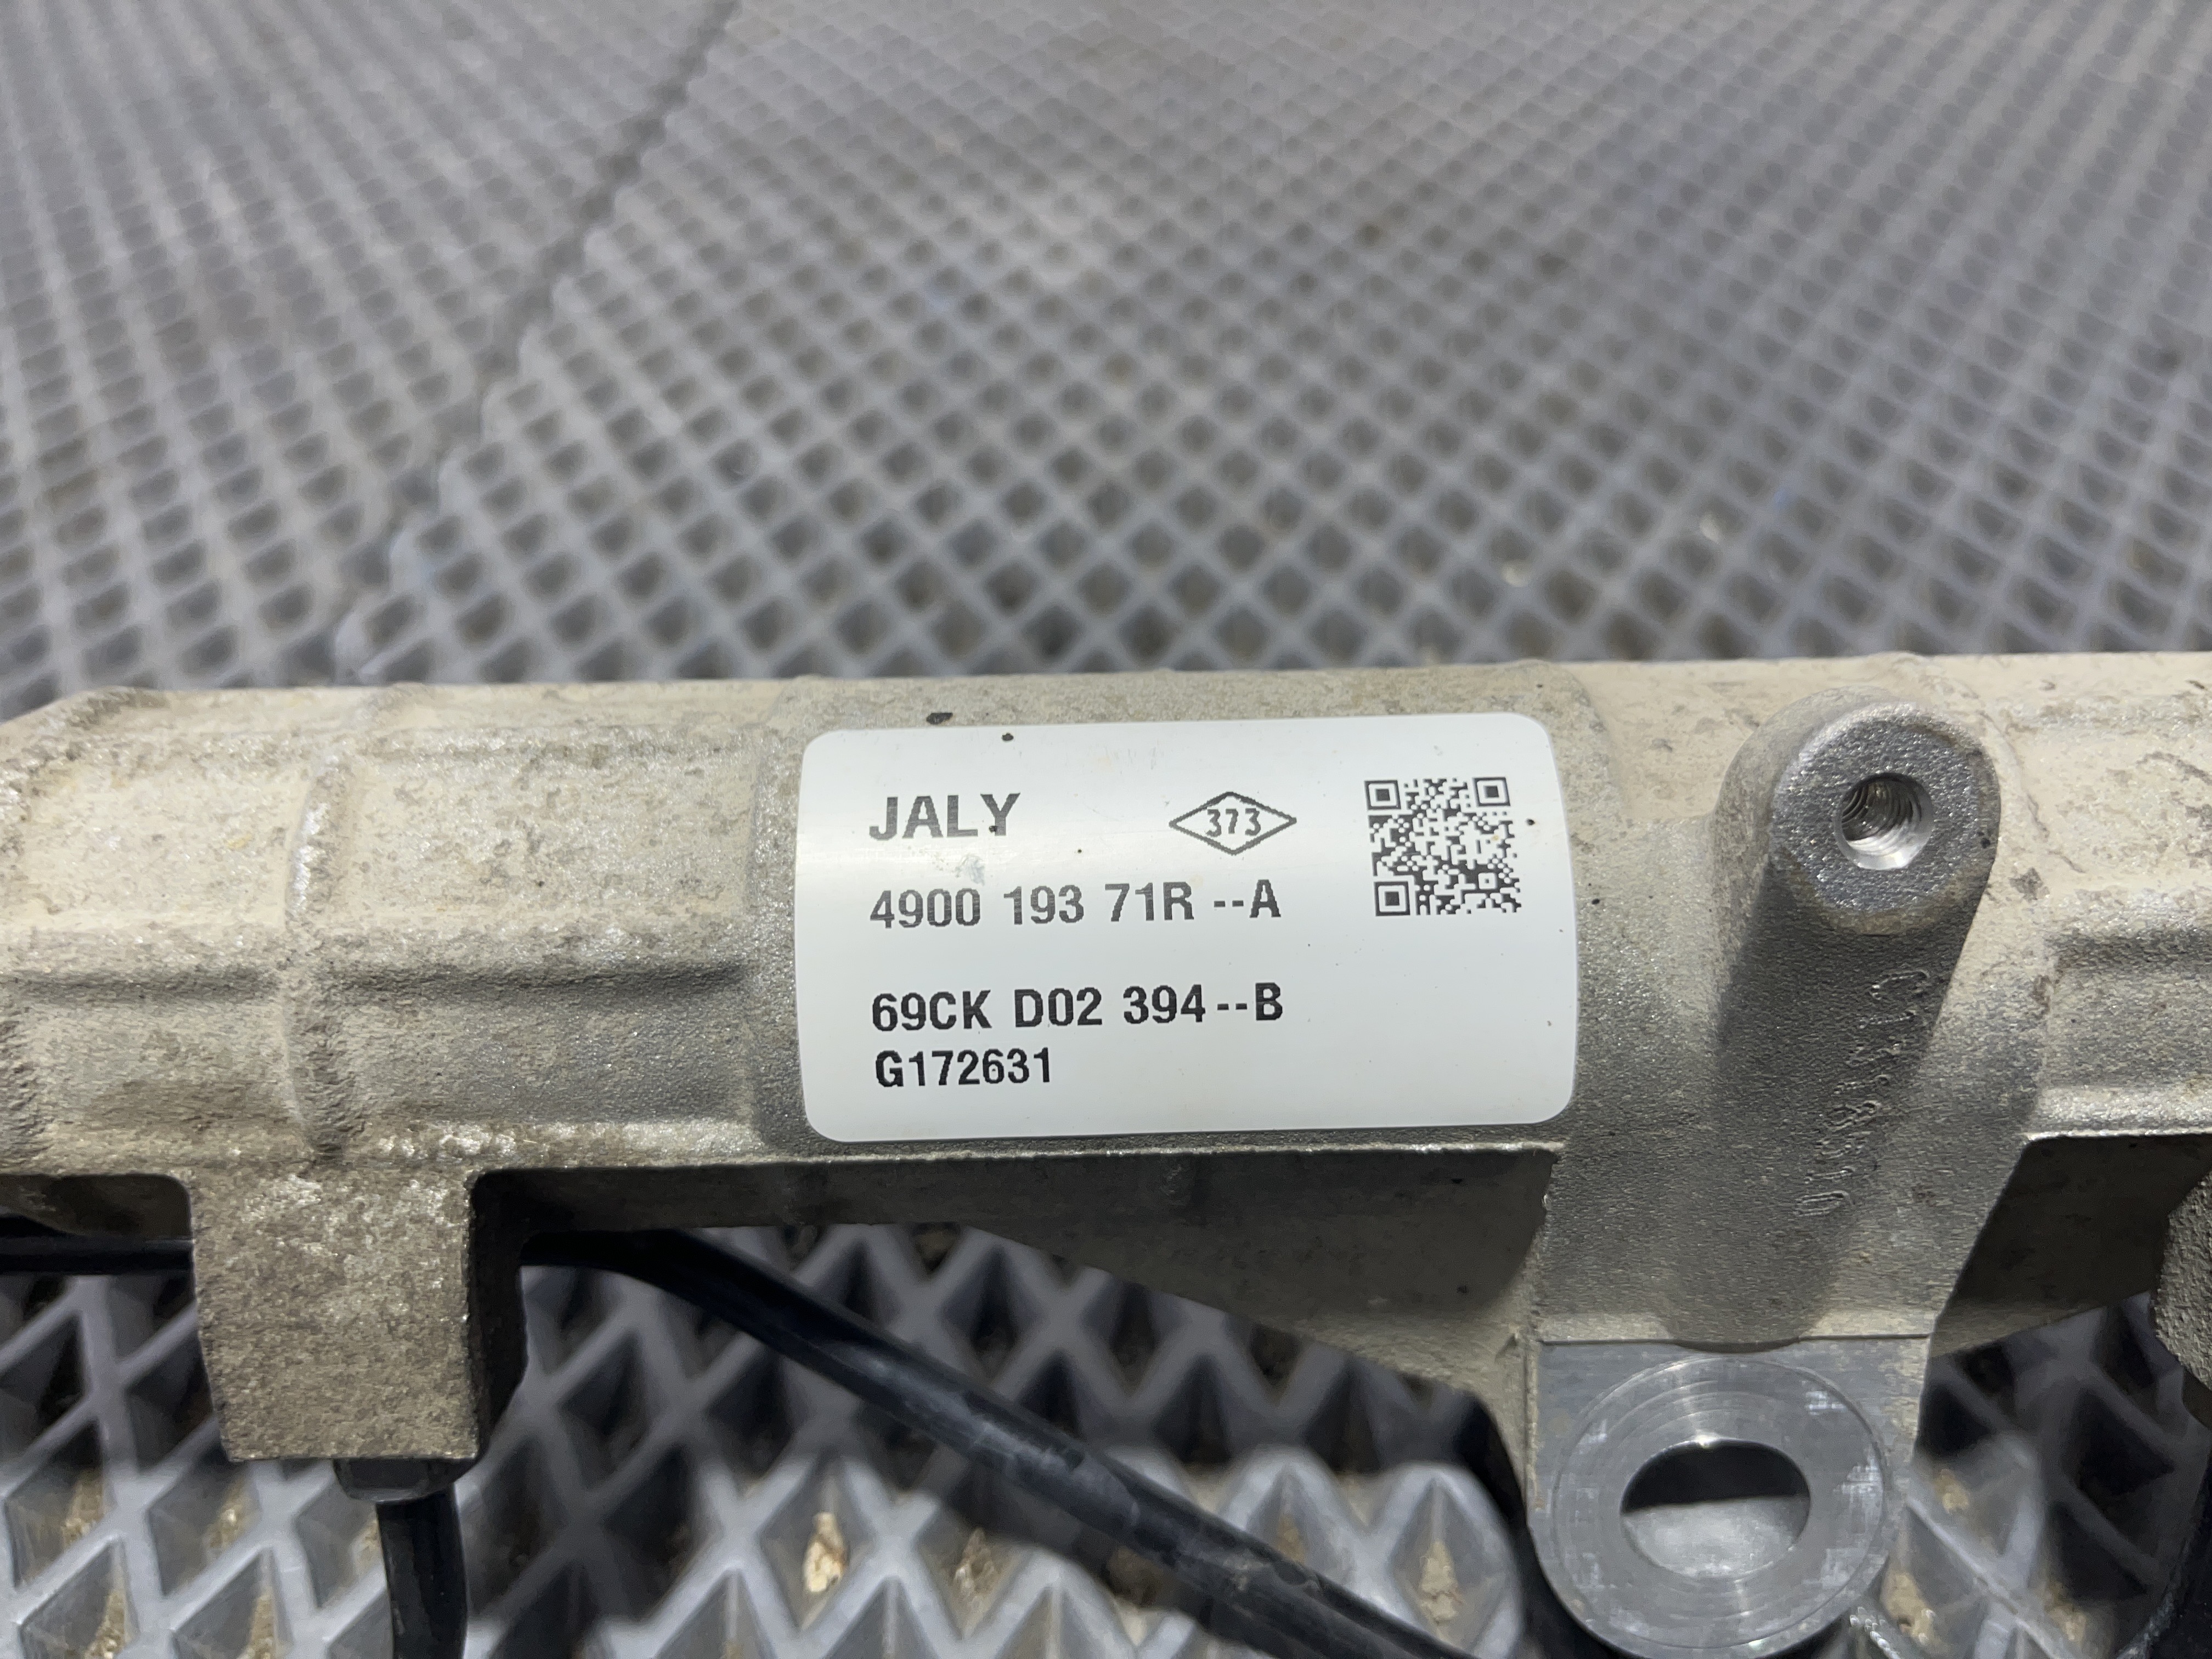 JALY 373
4900 193 71R --A
69CK D02 394--B
G172631